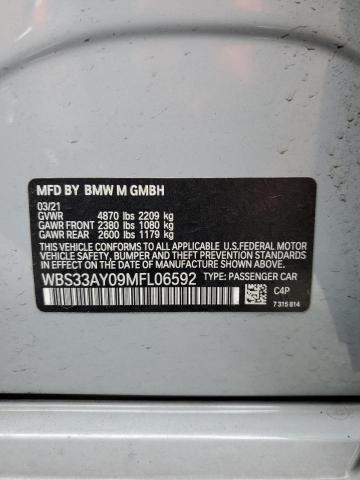 MFD BY BMW M GMBH
03/21
GVWR 4870 lbs 2209 kg
GAWR FRONT 2380 lbs 1080 kg
GAWR REAR 2600 lbs 1179 kg
THIS VEHICLE CONFORMS TO ALL APPLICABLE U.S.FEDERAL MOTOR
VEHICLE SAFETY, BUMPER AND THEFT PREVENTION STANDARDS
IN EFFECT ON THE DATE OF MANUFACTURE SHOWN ABOVE.
WBS33AY09MFL06592 TYPE: PASSENGER CAR
C4P
7 315 814